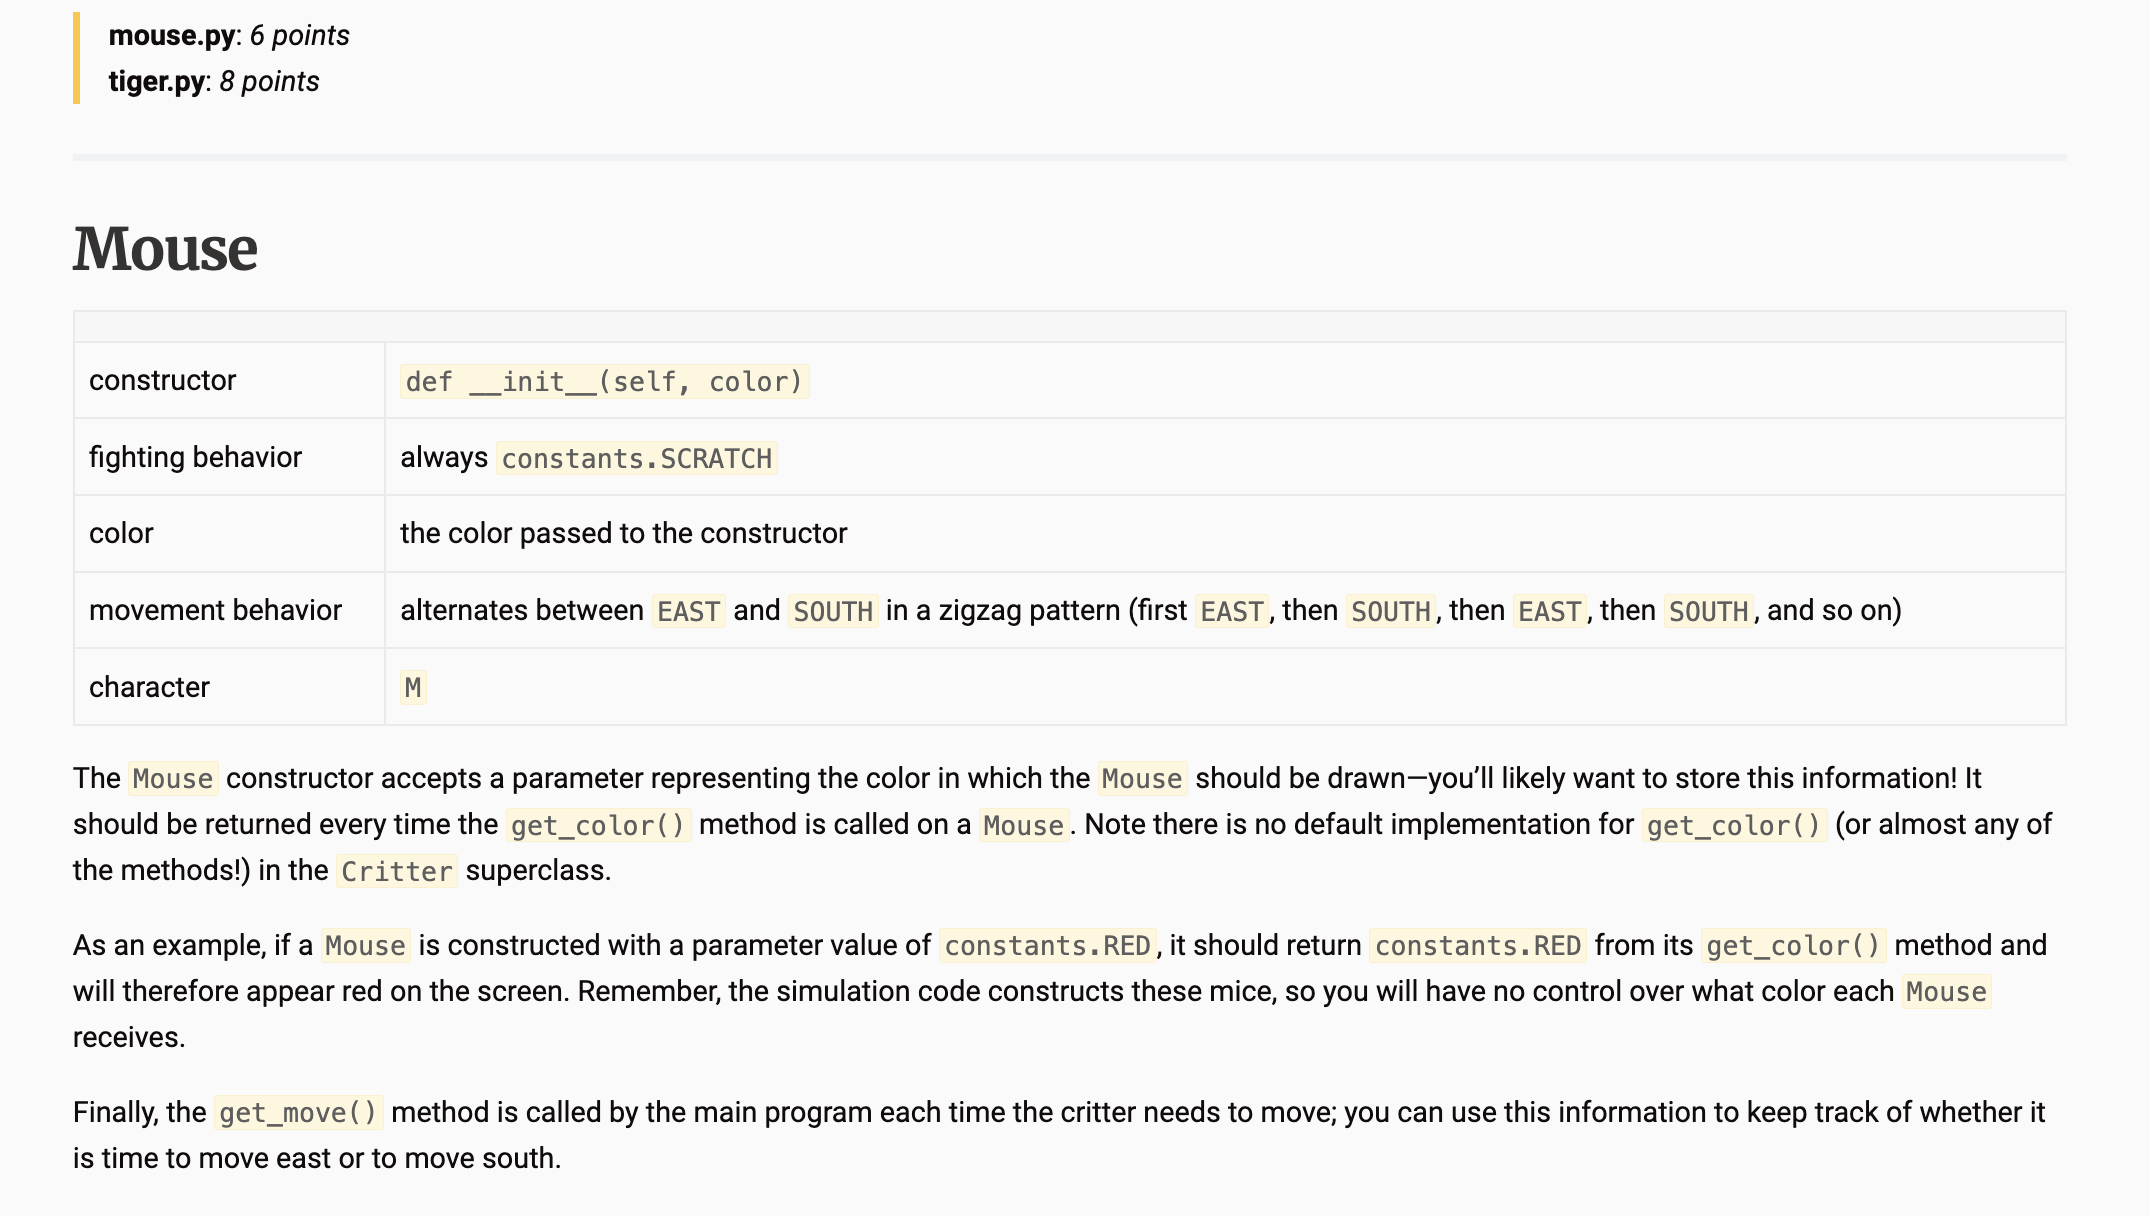 mouse.py: 6 points
tiger.py: 8 points
Mouse
constructor def __init__(self, color)
fighting behavior always constants.SCRATCH
color the color passed to the constructor
movement behavior alternates between EAST and SOUTH in a zigzag pattern (first EAST, then SOUTH, then EAST, then SOUTH, and so on)
character M
The Mouse constructor accepts a parameter representing the color in which the Mouse should be drawn—you’ll likely want to store this information! It
should be returned every time the get_color() method is called on a Mouse. Note there is no default implementation for get_color() (or almost any of
the methods!) in the Critter superclass.
As an example, if a Mouse is constructed with a parameter value of constants.RED, it should return constants.RED from its get_color() method and
will therefore appear red on the screen. Remember, the simulation code constructs these mice, so you will have no control over what color each Mouse
receives.
Finally, the get_move() method is called by the main program each time the critter needs to move; you can use this information to keep track of whether it
is time to move east or to move south.